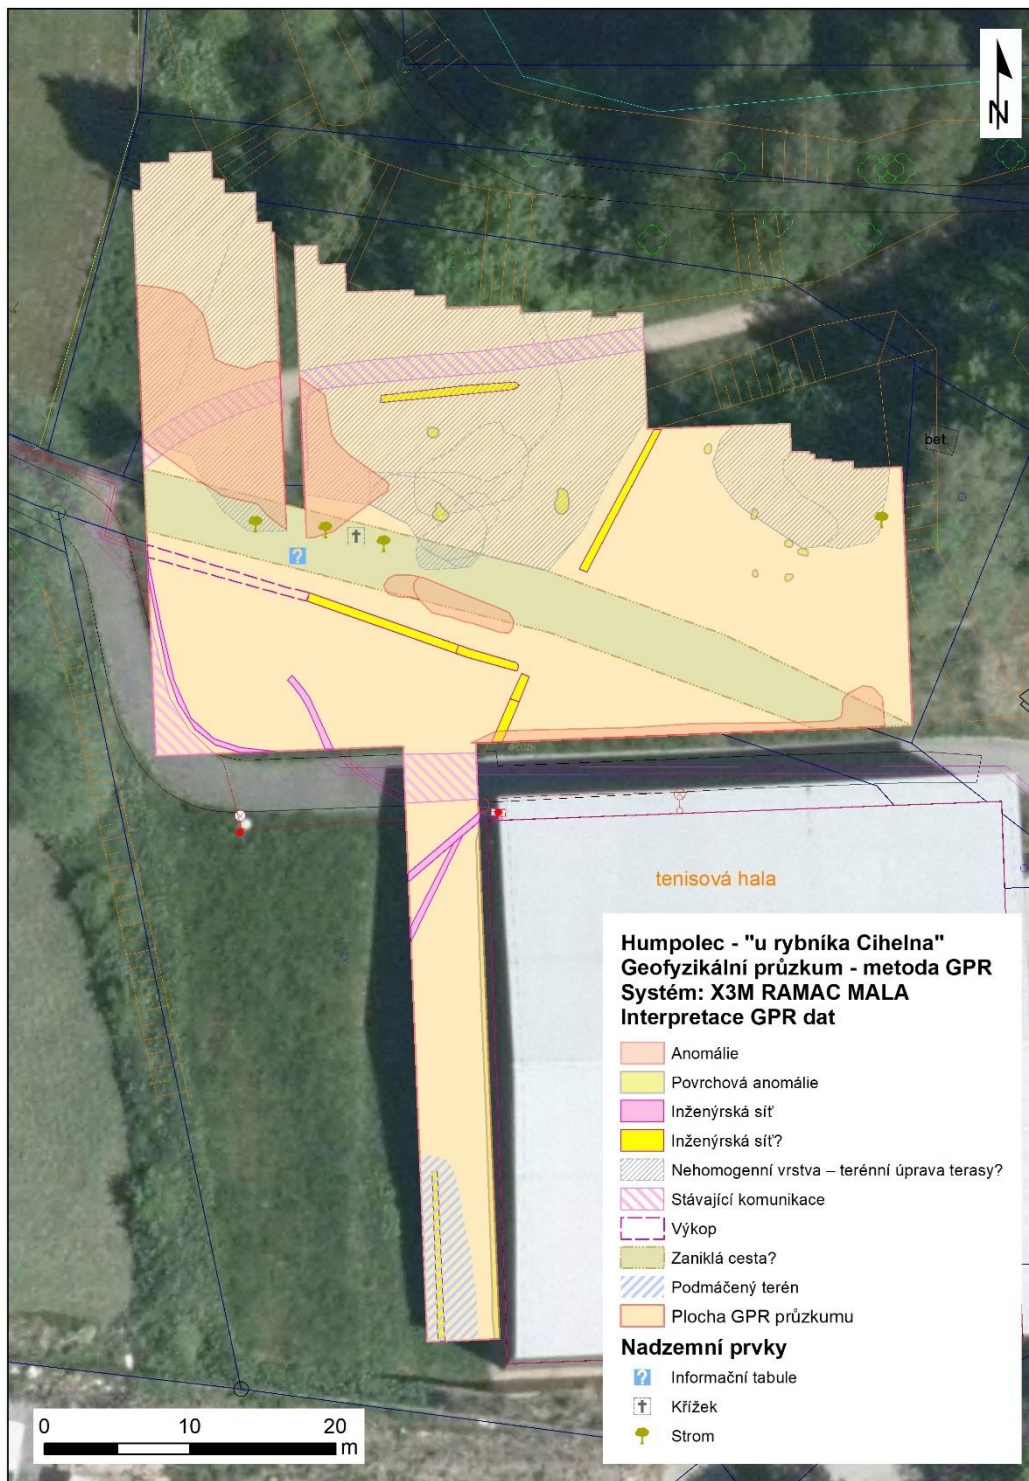 N
bet.
©ČÚZK
tenisová hala
Humpolec - "u rybníka Cihelna"
Geofyzikální průzkum - metoda GPR
Systém: X3M RAMAC MALA
Interpretace GPR dat
Anomálie
Povrchová anomálie
Inženýrská síť
Inženýrská síť?
Nehomogenní vrstva – terénní úprava terasy?
Stávající komunikace
Výkop
Zaniklá cesta?
Podmáčený terén
Plocha GPR průzkumu
Nadzemní prvky
? Informační tabule
Křížek
Strom
?
0 10 20
m